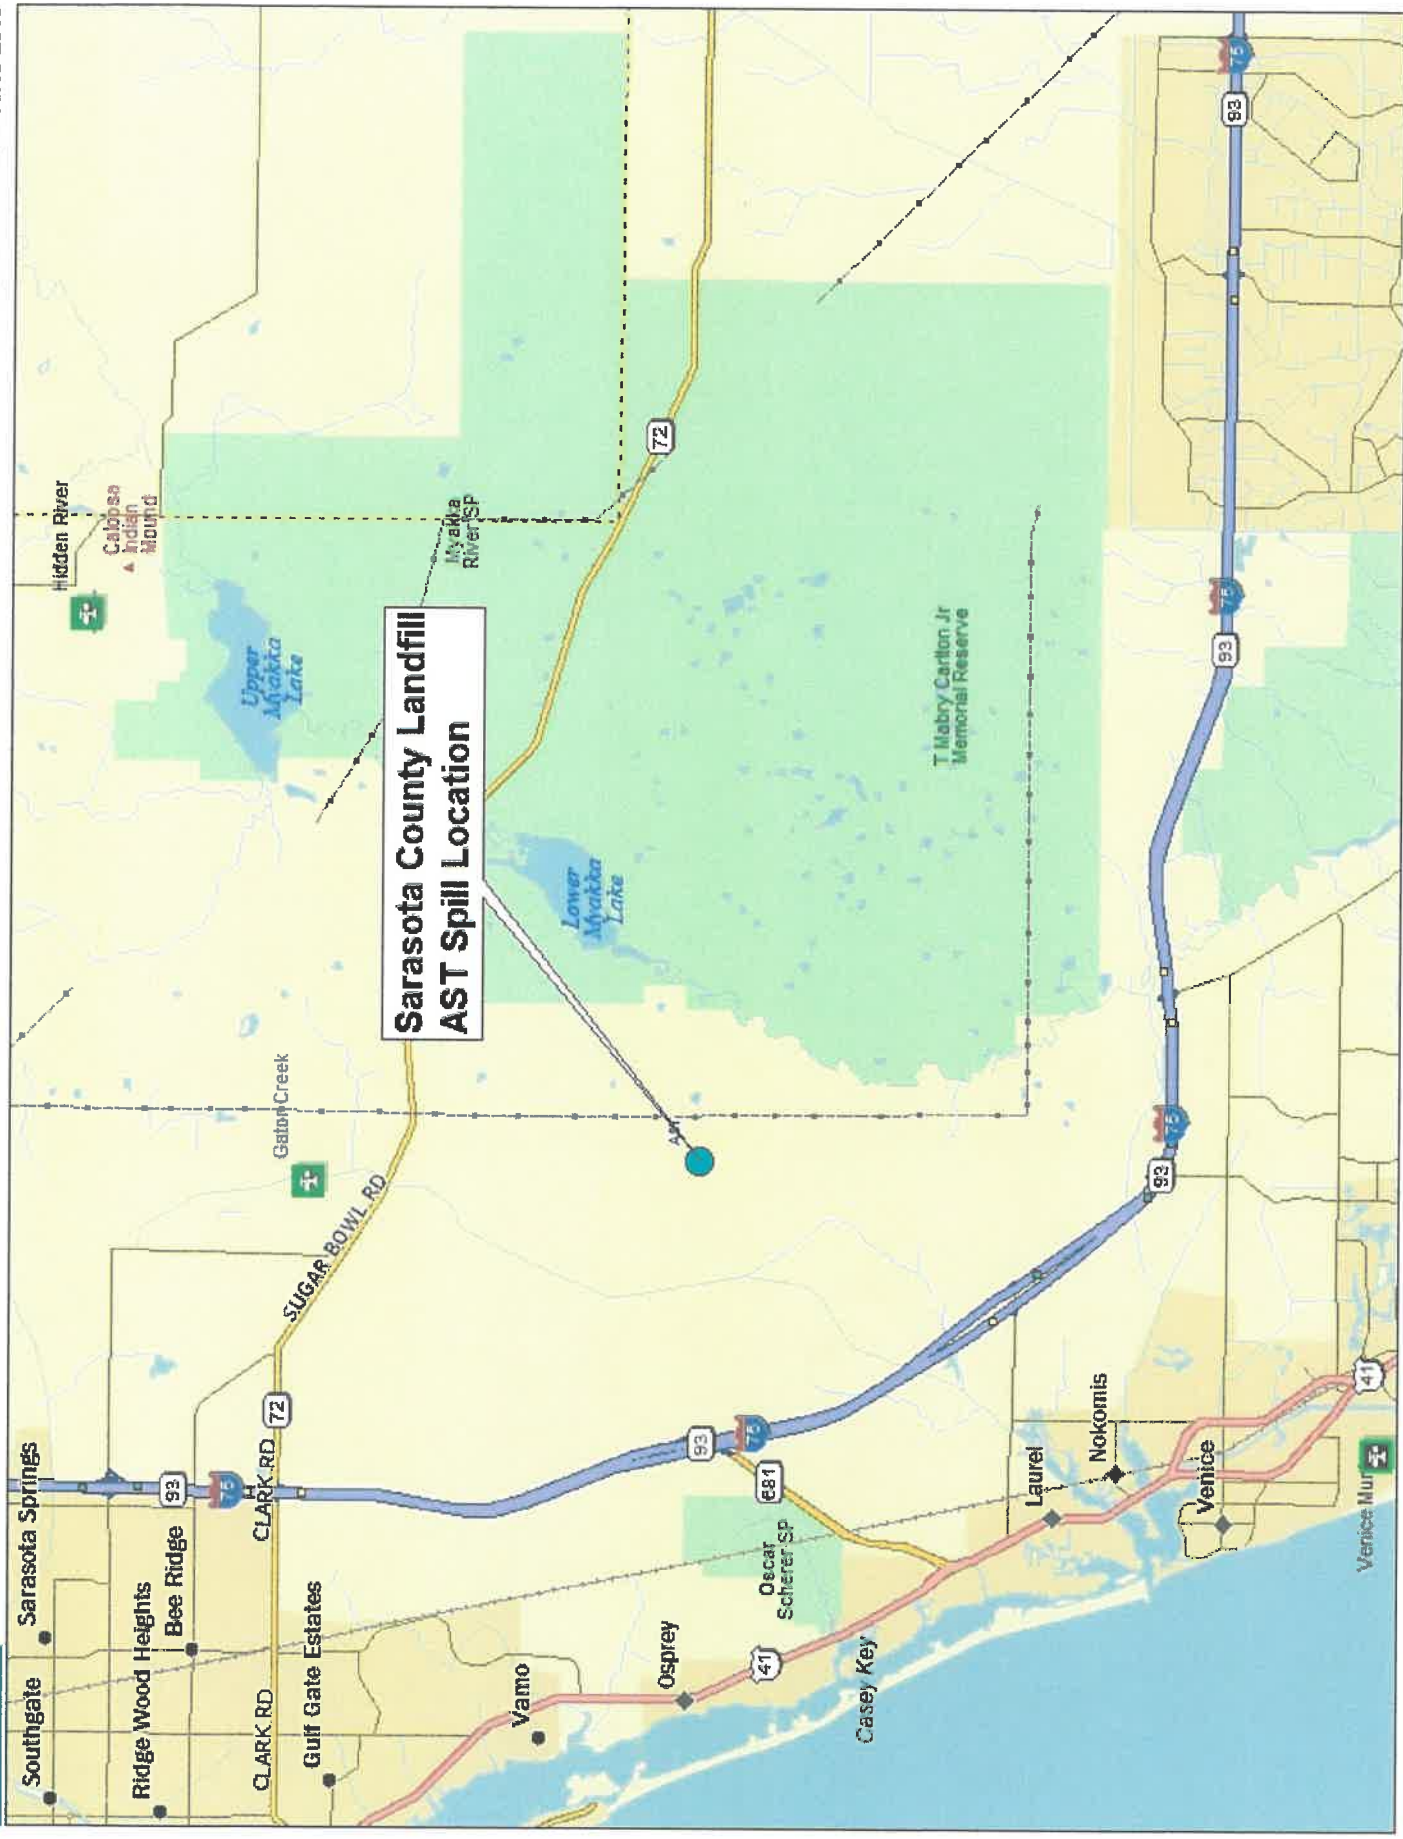 Southgate
Sarasota Springs
Ridge Wood Heights
Bee Ridge
93
75
CLARK RD
CLARK RD
72
SUGAR BOWL RD
Gulf Gate Estates
Gator Creek
Hidden River
Caloosa
Indian
Mound
Upper
Myakka
Lake
Myakka
River SP
Sarasota County Landfill
AST Spill Location
72
Lower
Myakka
Lake
Vamo
Osprey
41
Oscar
Scherer SP
681
93
75
Casey Key
T Mabry Carlton Jr
Memorial Reserve
Laurel
Nokomis
Venice
93
75
93
75
93
75
41
Venice Mun